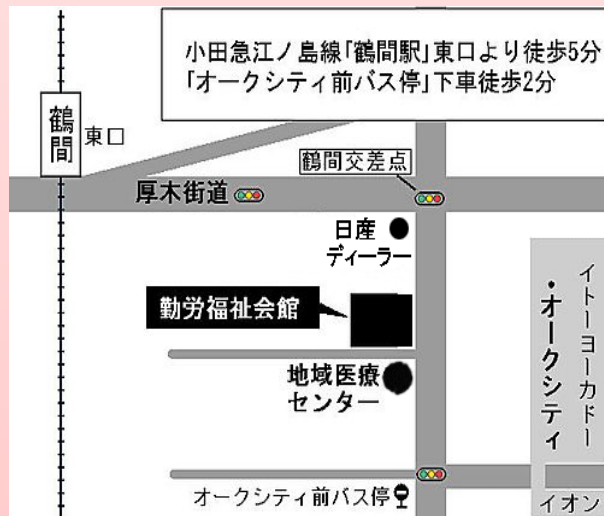 小田急江ノ島線「鶴間駅」東口より徒歩5分
「オークシティ前バス停」下車徒歩2分
鶴間
東口
鶴間交差点
厚木街道
日産
ディーラー
勤労福祉会館
イトーヨーカドー
・オークシティ
地域医療
センター
オークシティ前バス停
イオン